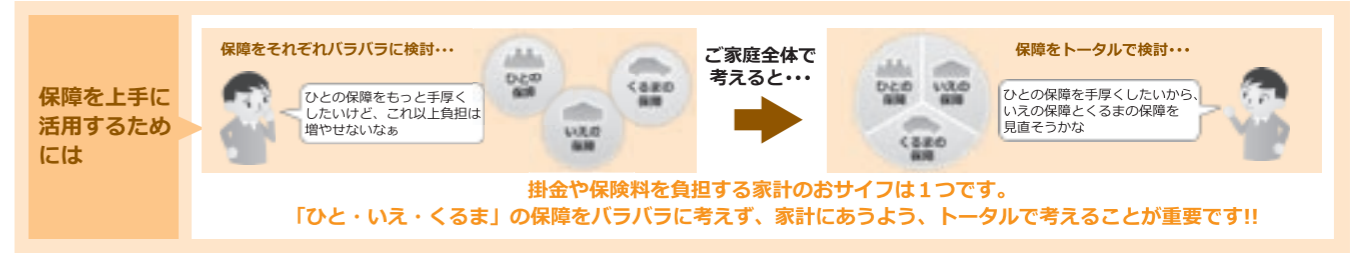 保障を上手に
活用するため
には
保障をそれぞれバラバラに検討･･･
ひとの保障をもっと手厚く
したいけど、これ以上負担は
増やせないなぁ
ひとの
保障
くるまの
保障
いえの
保障
ご家庭全体で
考えると･･･
保障をトータルで検討･･･
ひとの
保障
いえの
保障
くるまの
保障
ひとの保障を手厚くしたいから、
いえの保障とくるまの保障を
見直そうかな
掛金や保険料を負担する家計のおサイフは１つです。
「ひと・いえ・くるま」の保障をバラバラに考えず、家計にあうよう、トータルで考えることが重要です!!